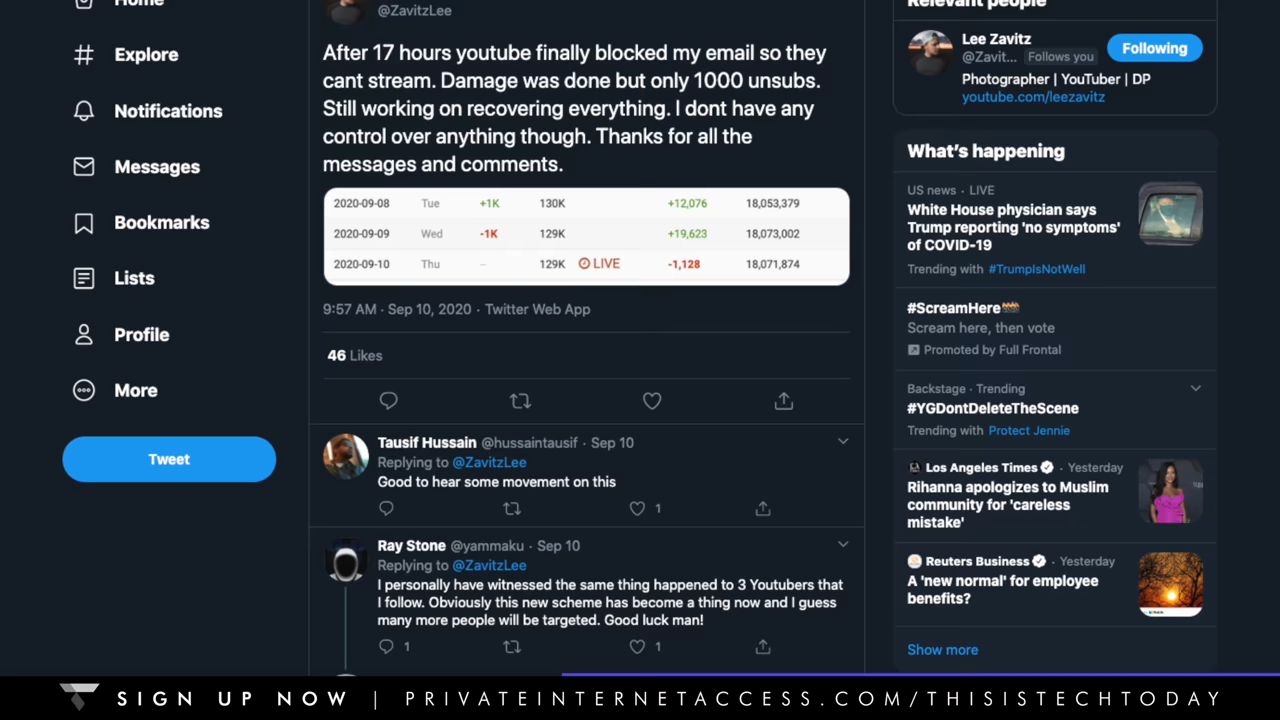 Home
Explore
Notifications
Messages
Bookmarks
Lists
Profile
More
Tweet
@ZavitzLee
After 17 hours youtube finally blocked my email so they
cant stream. Damage was done but only 1000 unsubs.
Still working on recovering everything. I dont have any
control over anything though. Thanks for all the
messages and comments.
2020-09-08 Tue +1K 130K +12,076 18,053,379
2020-09-09 Wed -1K 129K +19,623 18,073,002
2020-09-10 Thu -- 129K LIVE -1,128 18,071,874
9:57 AM · Sep 10, 2020 · Twitter Web App
46 Likes
Tausif Hussain @hussaintausif · Sep 10
Replying to @ZavitzLee
Good to hear some movement on this
1
Ray Stone @yammaku · Sep 10
Replying to @ZavitzLee
I personally have witnessed the same thing happened to 3 Youtubers that
I follow. Obviously this new scheme has become a thing now and I guess
many more people will be targeted. Good luck man!
1 1
Relevant people
Lee Zavitz
@Zavit... Follows you
Following
Photographer | YouTuber | DP
youtube.com/leezavitz
What's happening
US news · LIVE
White House physician says
Trump reporting 'no symptoms'
of COVID-19
Trending with #TrumpIsNotWell
#ScreamHere
Scream here, then vote
Promoted by Full Frontal
Backstage · Trending
#YGDontDeleteTheScene
Trending with Protect Jennie
Los Angeles Times · Yesterday
Rihanna apologizes to Muslim
community for 'careless
mistake'
Reuters Business · Yesterday
A 'new normal' for employee
benefits?
Show more
SIGN UP NOW | PRIVATEINTERNETACCESS.COM/THISISTECHTODAY